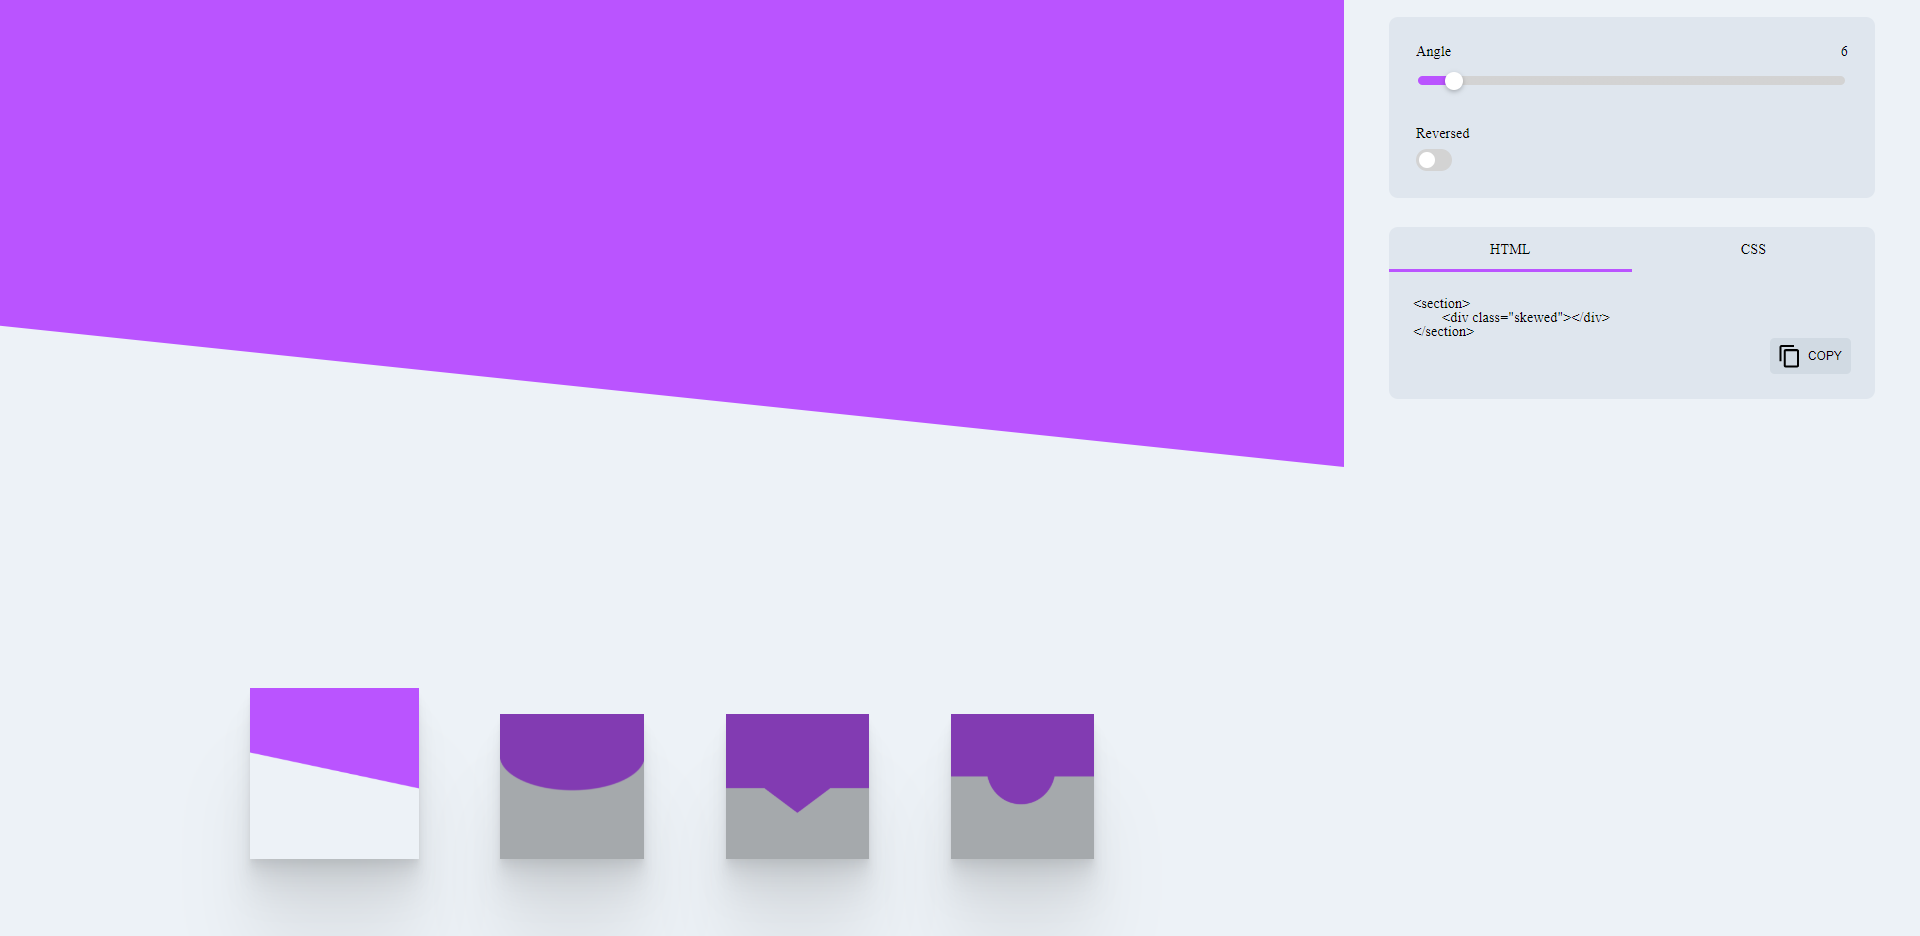 Angle 6
Reversed
HTML CSS
<section>
<div class="skewed"></div>
</section>
COPY